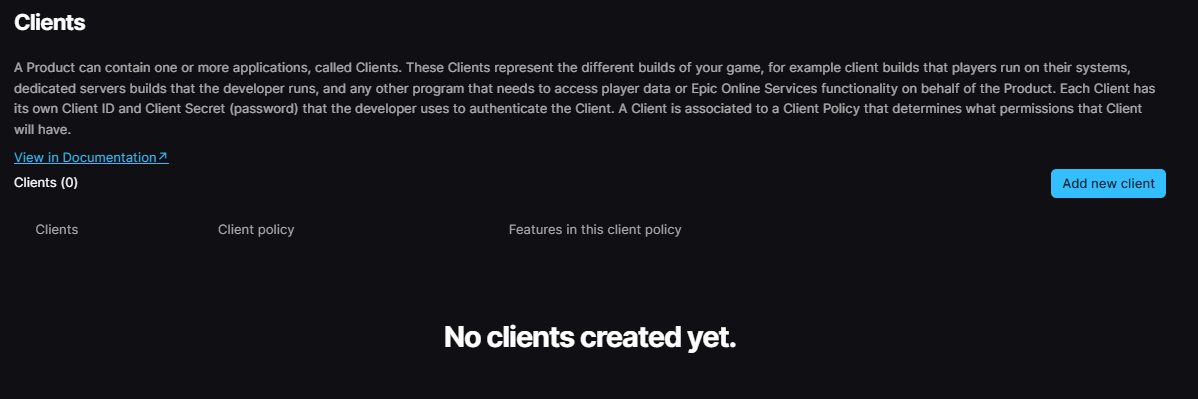 Clients
A Product can contain one or more applications, called Clients. These Clients represent the different builds of your game, for example client builds that players run on their systems,
dedicated servers builds that the developer runs, and any other program that needs to access player data or Epic Online Services functionality on behalf of the Product. Each Client has
its own Client ID and Client Secret (password) that the developer uses to authenticate the Client. A Client is associated to a Client Policy that determines what permissions that Client
will have.
View in Documentation↗
Clients (0)
Add new client
Clients Client policy Features in this client policy
No clients created yet.